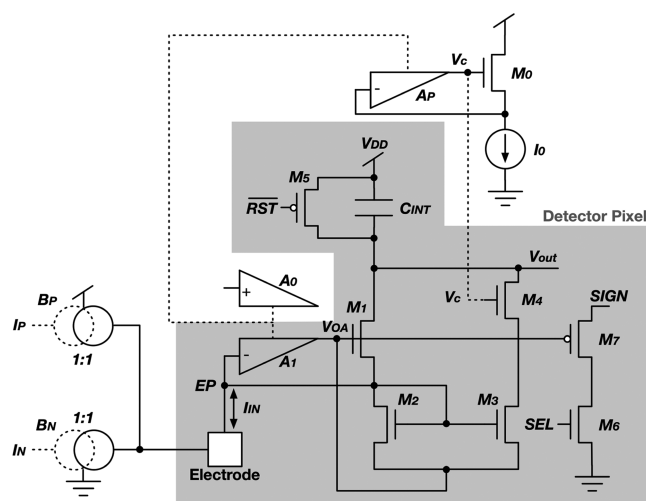 Vc
M0
-
AP
I0
VDD
M5
RST
CINT
Detector Pixel
Vout
A0
+
M1
Vc
M4
SIGN
BP
IP
1:1
VOA
M7
-
A1
EP
IIN
M2
M3
BN
1:1
SEL
M6
IN
Electrode